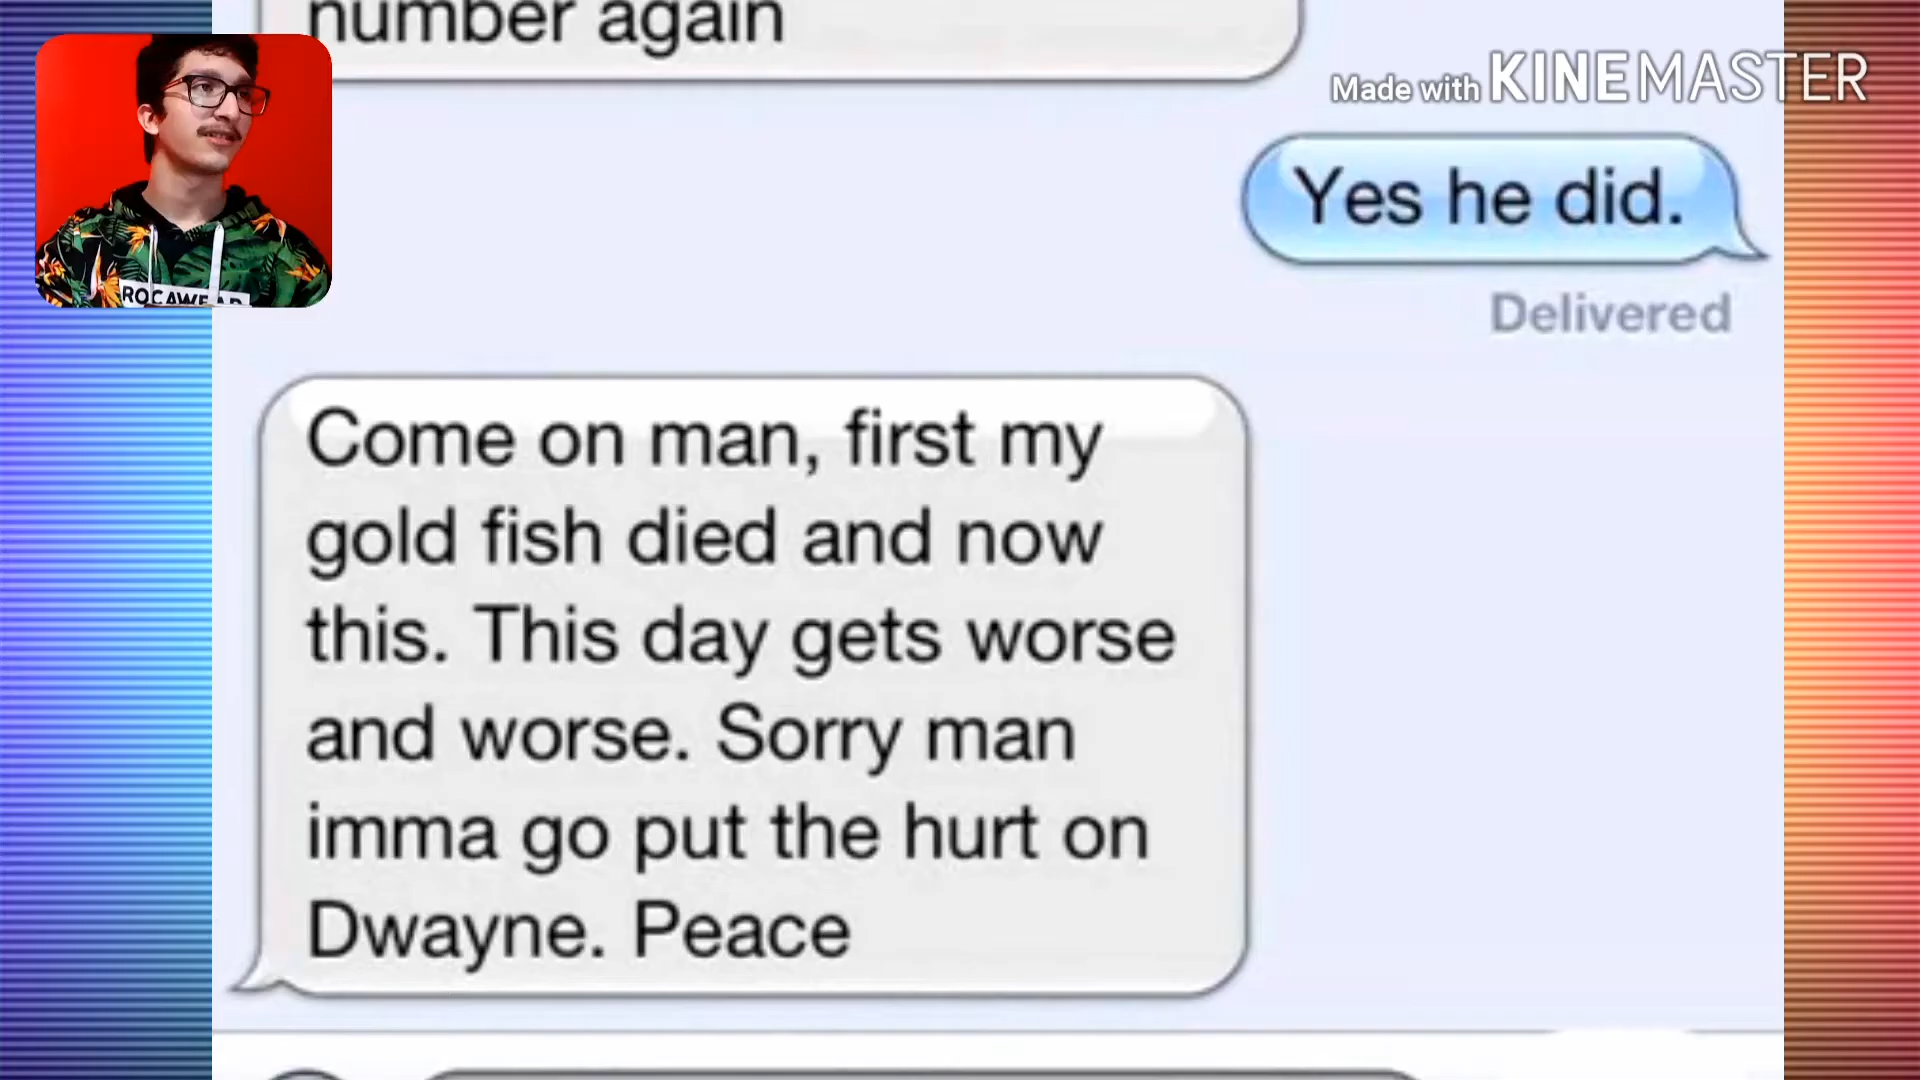 number again
Made with KINEMASTER
Yes he did.
Delivered
ROCAWEAR
Come on man, first my
gold fish died and now
this. This day gets worse
and worse. Sorry man
imma go put the hurt on
Dwayne. Peace